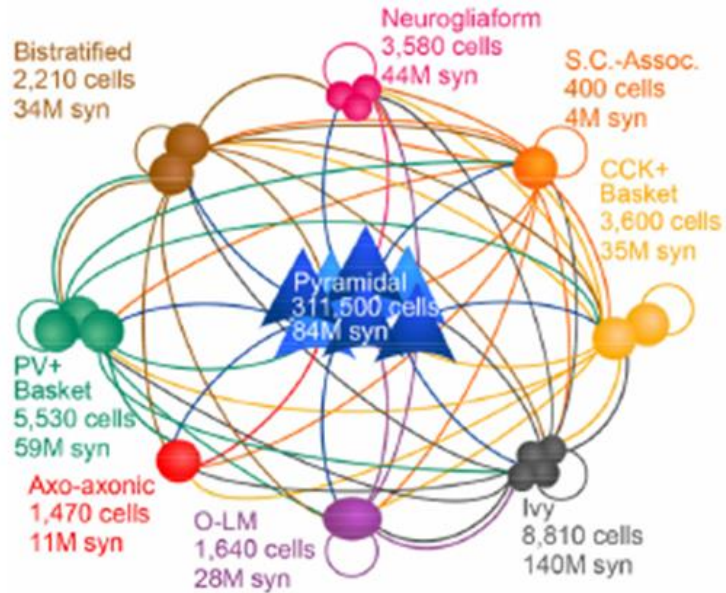 Neurogliaform
3,580 cells
44M syn
Bistratified
2,210 cells
34M syn
S.C.-Assoc.
400 cells
4M syn
CCK+
Basket
3,600 cells
35M syn
Pyramidal
311,500 cells
84M syn
PV+
Basket
5,530 cells
59M syn
Axo-axonic
1,470 cells
11M syn
O-LM
1,640 cells
28M syn
Ivy
8,810 cells
140M syn